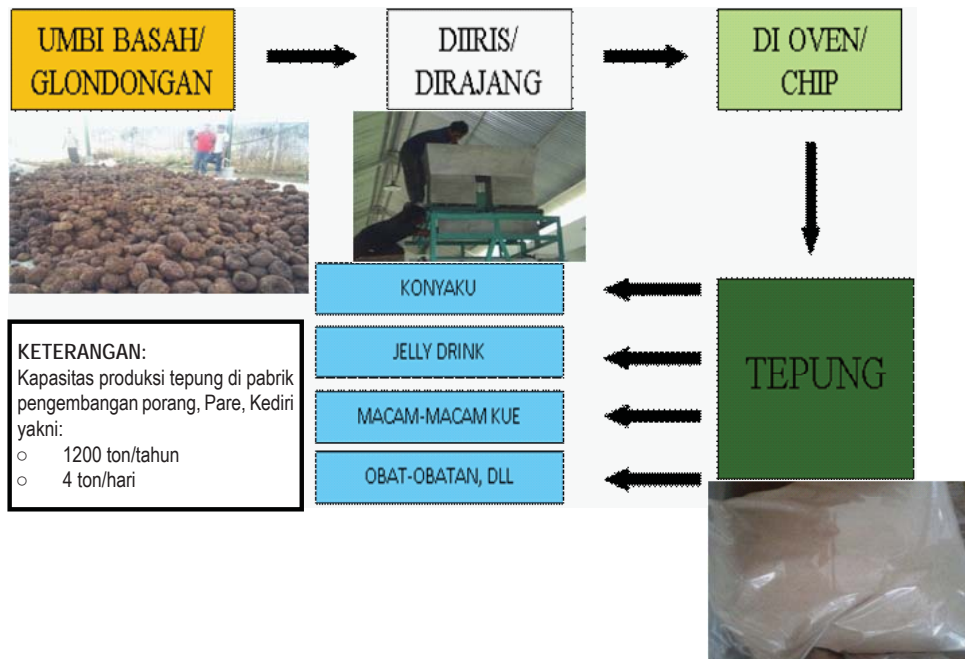 UMBI BASAH/
GLONDONGAN
DIIRIS/
DIRAJANG
DI OVEN/
CHIP
KONYAKU
JELLY DRINK
MACAM-MACAM KUE
OBAT-OBATAN, DLL
TEPUNG
KETERANGAN:
Kapasitas produksi tepung di pabrik
pengembangan porang, Pare, Kediri
yakni:
○ 1200 ton/tahun
○ 4 ton/hari